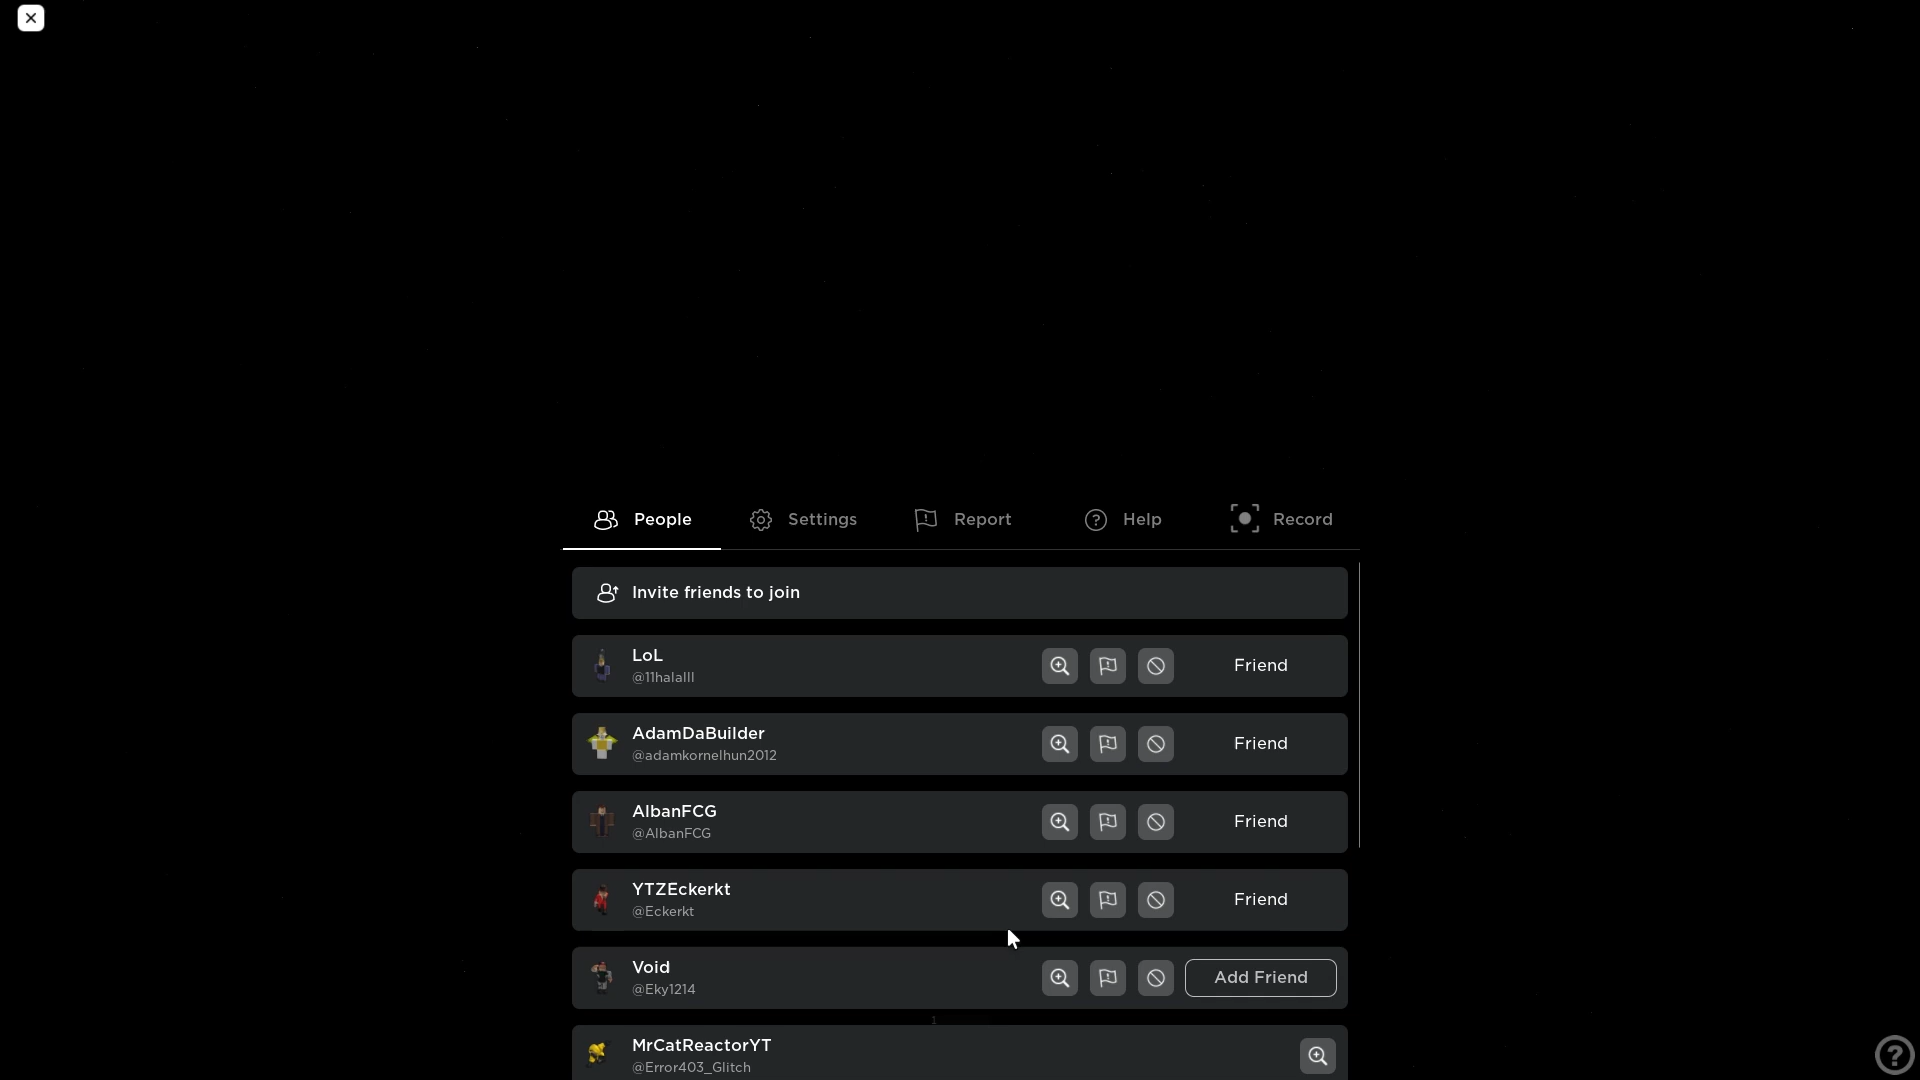 People
Settings
Report
Help
Record
Invite friends to join
LoL
@11halalll
Friend
AdamDaBuilder
@adamkornelhun2012
Friend
AlbanFCG
@AlbanFCG
Friend
YTZEckerkt
@Eckerkt
Friend
Void
@Eky1214
Add Friend
1
MrCatReactorYT
@Error403_Glitch